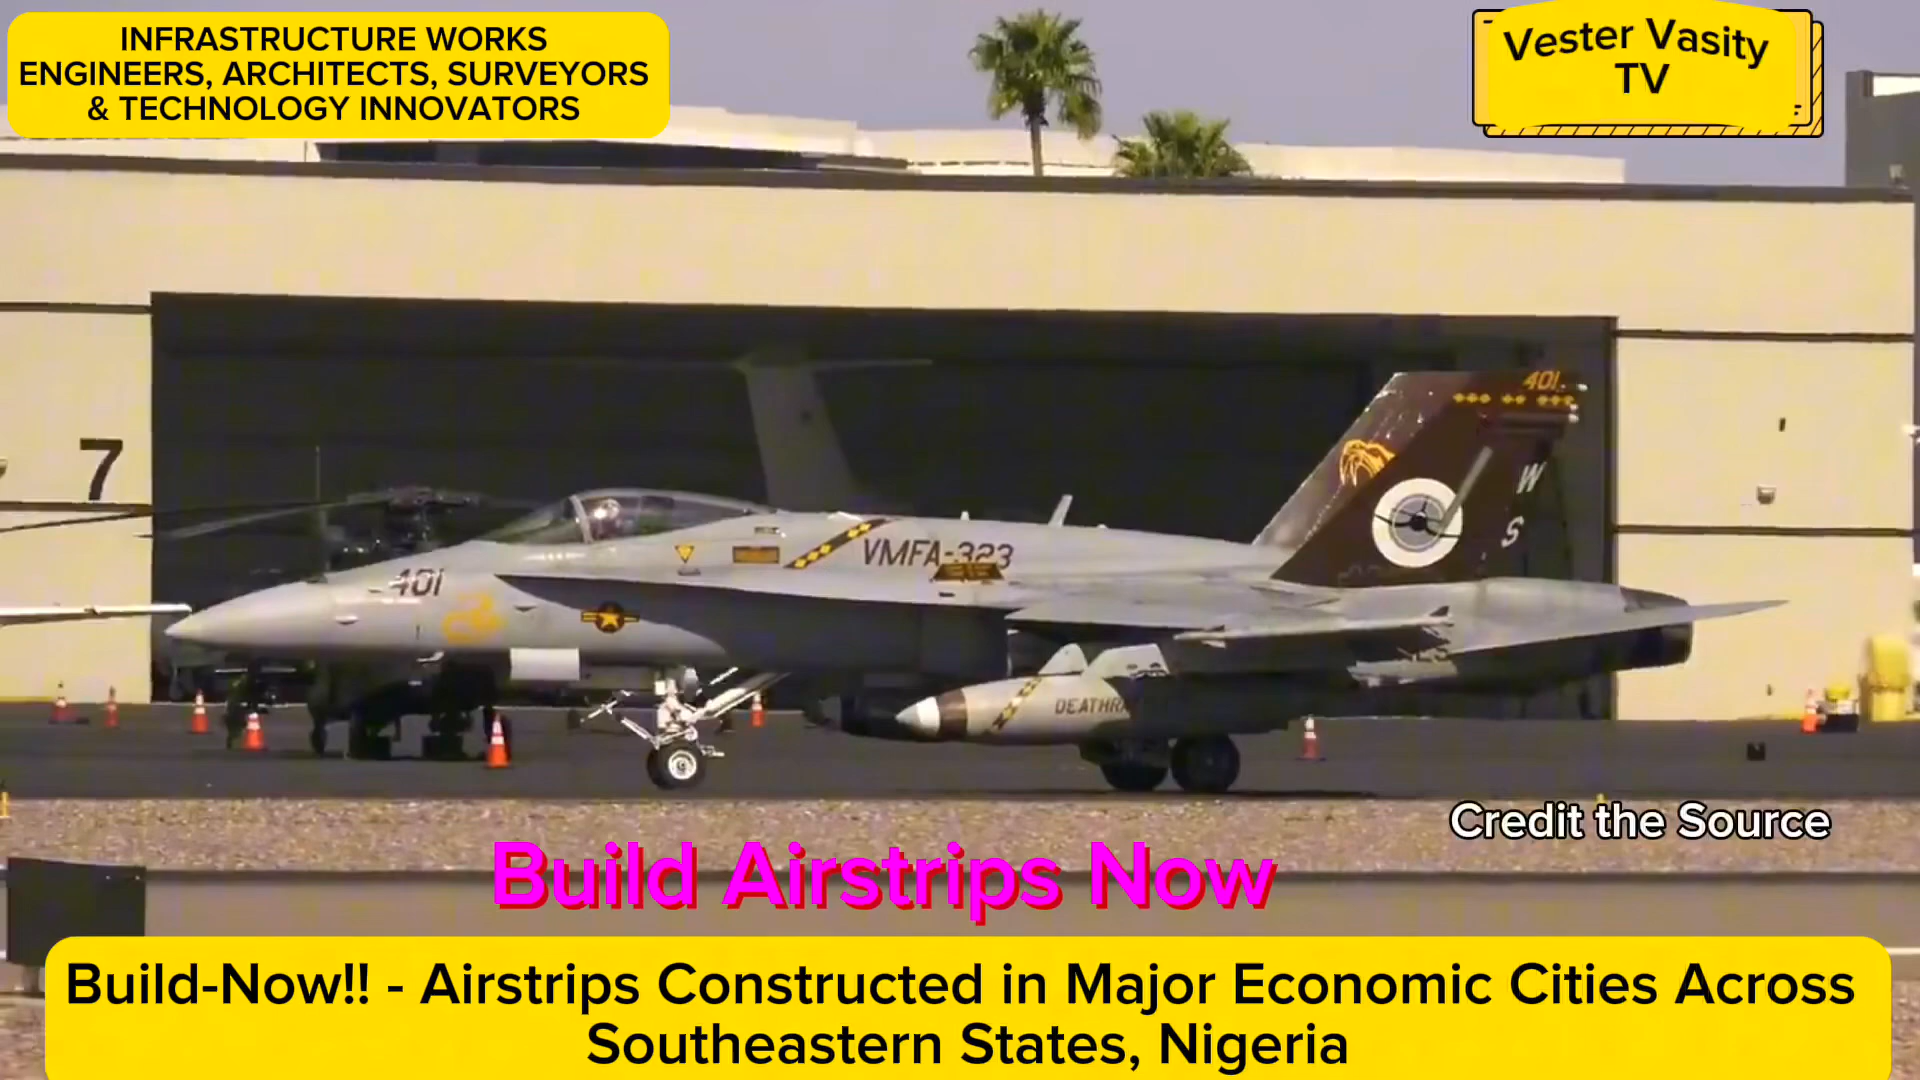 INFRASTRUCTURE WORKS
ENGINEERS, ARCHITECTS, SURVEYORS
& TECHNOLOGY INNOVATORS
Vester Vasity
TV
401
7
W
S
VMFA-323
401
DEATHRA
Credit the Source
Build Airstrips Now
Build-Now!! - Airstrips Constructed in Major Economic Cities Across
Southeastern States, Nigeria